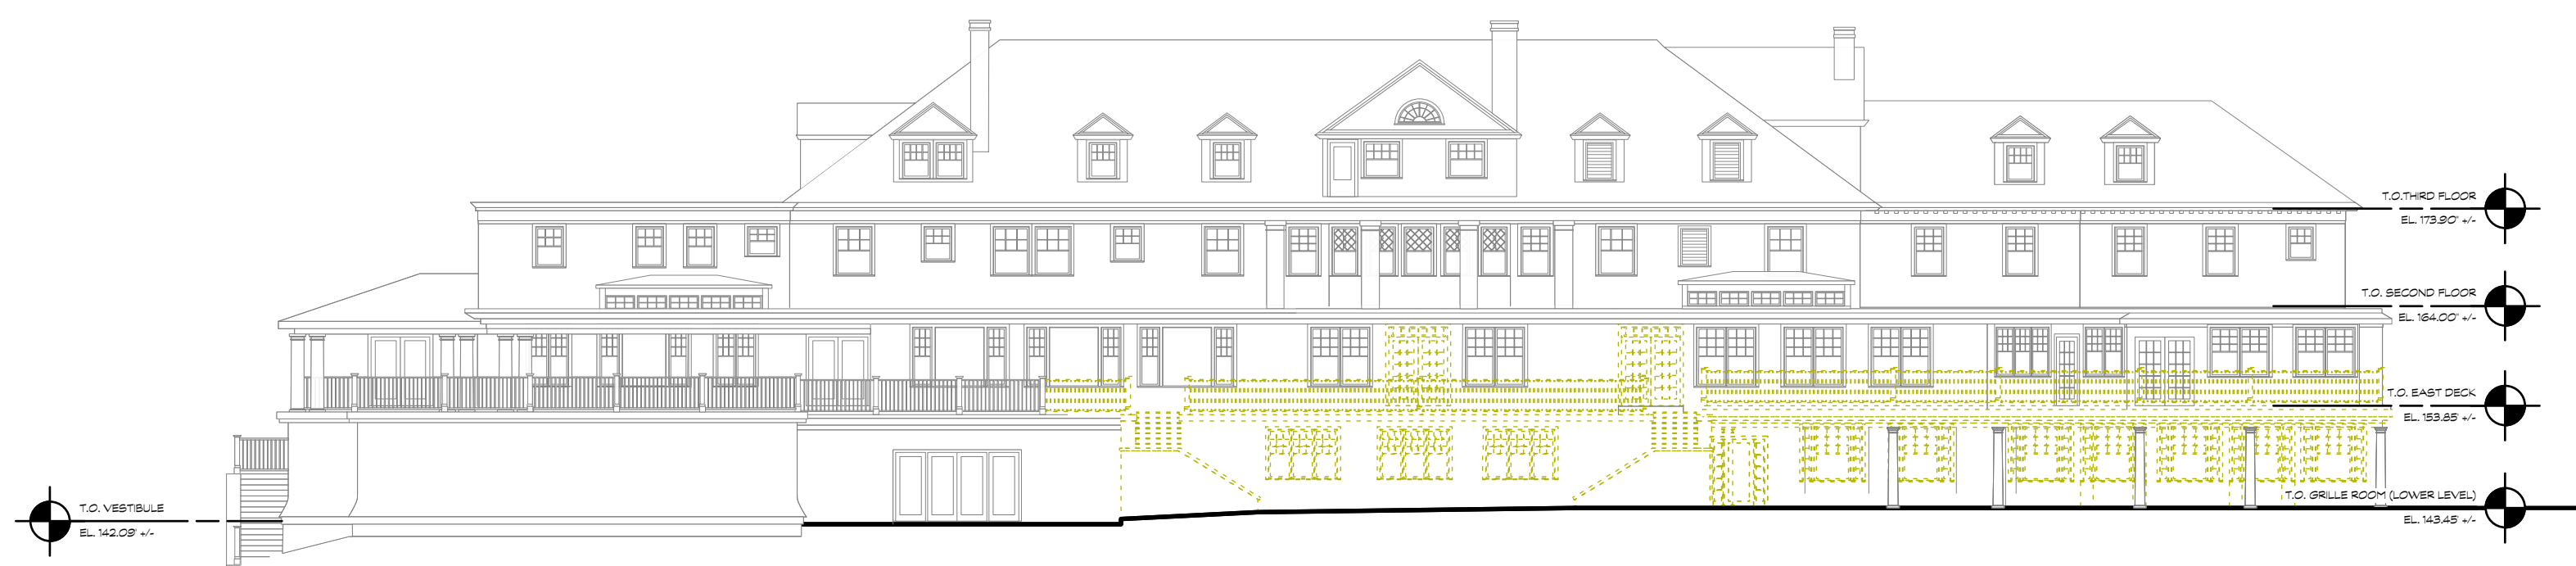 T.O.THIRD FLOOR
EL. 173.90' +/-
T.O. SECOND FLOOR
EL. 164.00' +/-
T.O. EAST DECK
EL. 153.85' +/-
T.O. GRILLE ROOM (LOWER LEVEL)
EL. 143.45' +/-
T.O. VESTIBULE
EL. 142.09' +/-